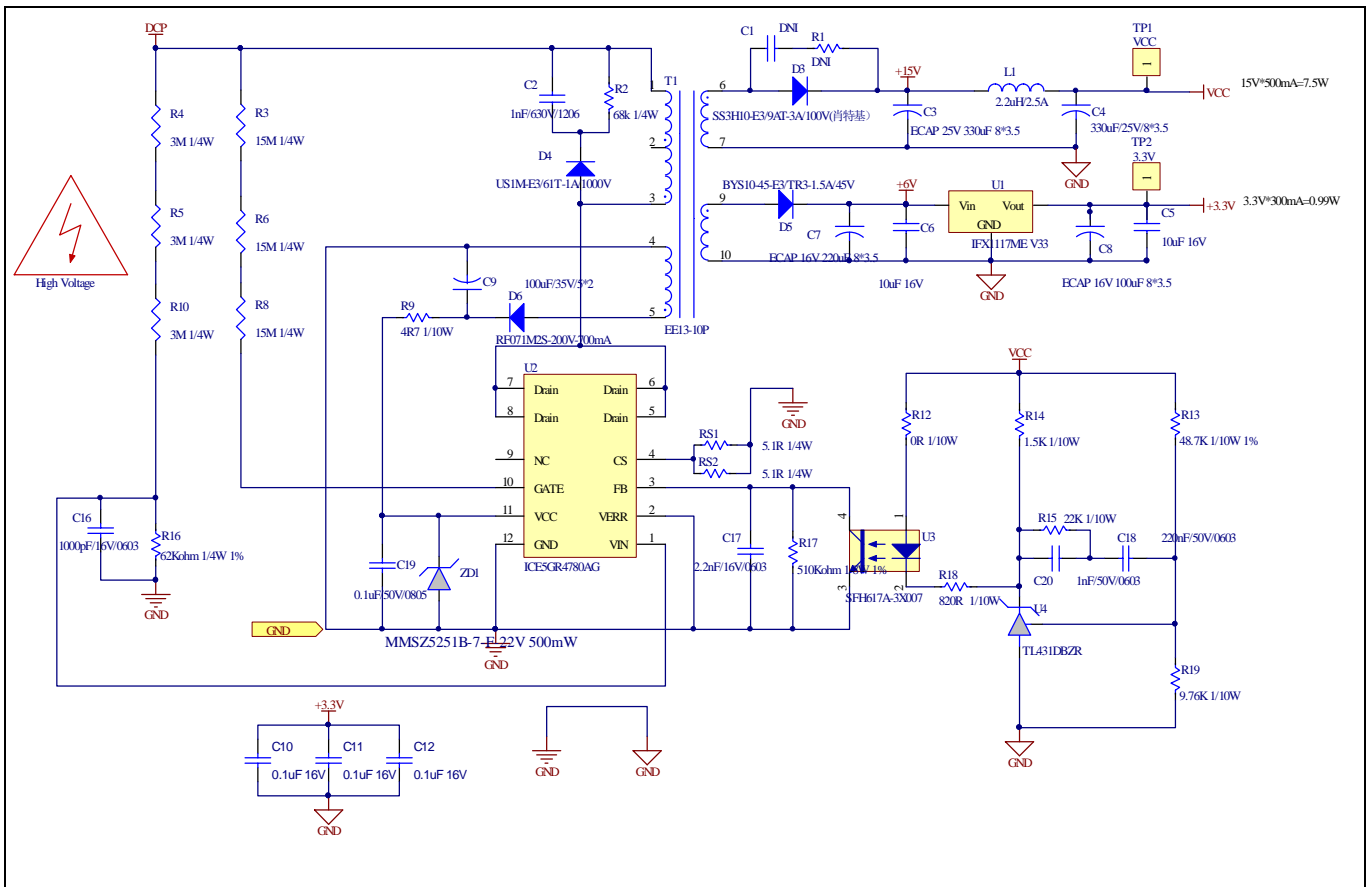 DCP
R4
3M 1/4W
R3
15M 1/4W
R5
3M 1/4W
R6
15M 1/4W
R10
3M 1/4W
R8
15M 1/4W
High Voltage
C2
1nF/630V/1206
R2
68k 1/4W
D4
US1M-E3/61T-1A/1000V
T1
1
2
3
4
5
6
7
9
10
EE13-10P
C1
DNI
R1
DNI
D3
SS3H10-E3/9AT-3A/100V(肖特基)
+15V
C3
ECAP 25V 330uF 8*3.5
L1
2.2uH/2.5A
C4
330uF/25V/8*3.5
GND
TP1
VCC
1
VCC
15V*500mA=7.5W
BYS10-45-E3/TR3-1.5A/45V
D5
C7
ECAP 16V 220uF 8*3.5
+6V
C6
10uF 16V
U1
Vin
Vout
GND
IFX1117ME V33
GND
TP2
3.3V
1
C5
10uF 16V
C8
ECAP 16V 100uF 8*3.5
+3.3V
3.3V*300mA=0.99W
C9
100uF/35V/5*2
D6
RF071M2S-200V-700mA
R9
4R7 1/10W
U2
7
Drain
Drain
6
8
Drain
Drain
5
9
NC
CS
4
10
GATE
FB
3
11
VCC
VERR
2
12
GND
VIN
1
ICE5GR4780AG
RS1
5.1R 1/4W
RS2
5.1R 1/4W
GND
C16
1000pF/16V/0603
R16
62Kohm 1/4W 1%
GND
C19
0.1uF/50V/0805
ZD1
MMSZ5251B-7-F 22V 500mW
GND
GND
C17
2.2nF/16V/0603
R17
510Kohm 1/8W 1%
4
3
1
2
U3
SFH617A-3X007
VCC
R12
0R 1/10W
R14
1.5K 1/10W
R13
48.7K 1/10W 1%
R15
22K 1/10W
C18
220nF/50V/0603
C20
1nF/50V/0603
R18
820R 1/10W
U4
TL431DBZR
R19
9.76K 1/10W
GND
+3.3V
C10
0.1uF 16V
C11
0.1uF 16V
C12
0.1uF 16V
GND
GND
GND